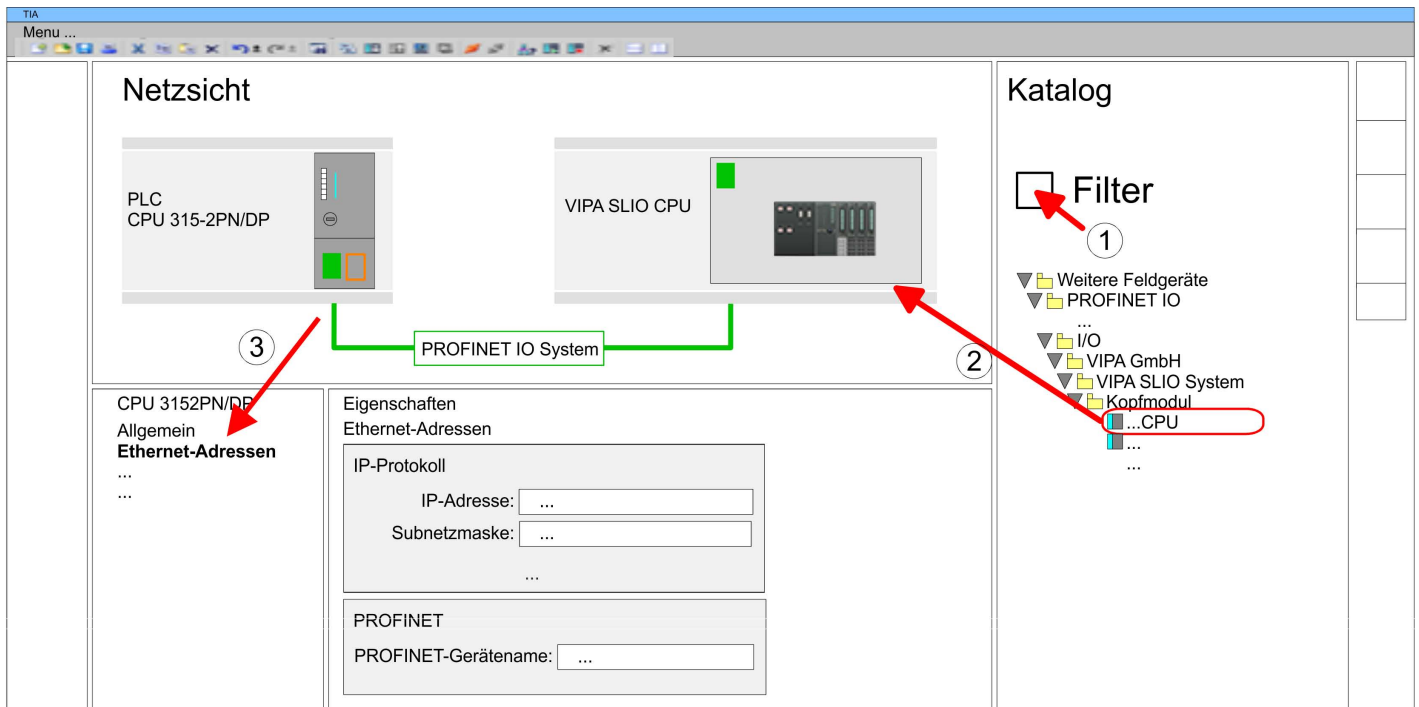 TIA
Menu ...
Netzsicht
PLC
CPU 315-2PN/DP
VIPA SLIO CPU
PROFINET IO System
3
2
Katalog
Filter
1
Weitere Feldgeräte
PROFINET IO
...
I/O
VIPA GmbH
VIPA SLIO System
Kopfmodul
...CPU
...
...
CPU 3152PN/DP
Allgemein
Ethernet-Adressen
...
...
Eigenschaften
Ethernet-Adressen
IP-Protokoll
IP-Adresse: ...
Subnetzmaske: ...
...
PROFINET
PROFINET-Gerätename: ...